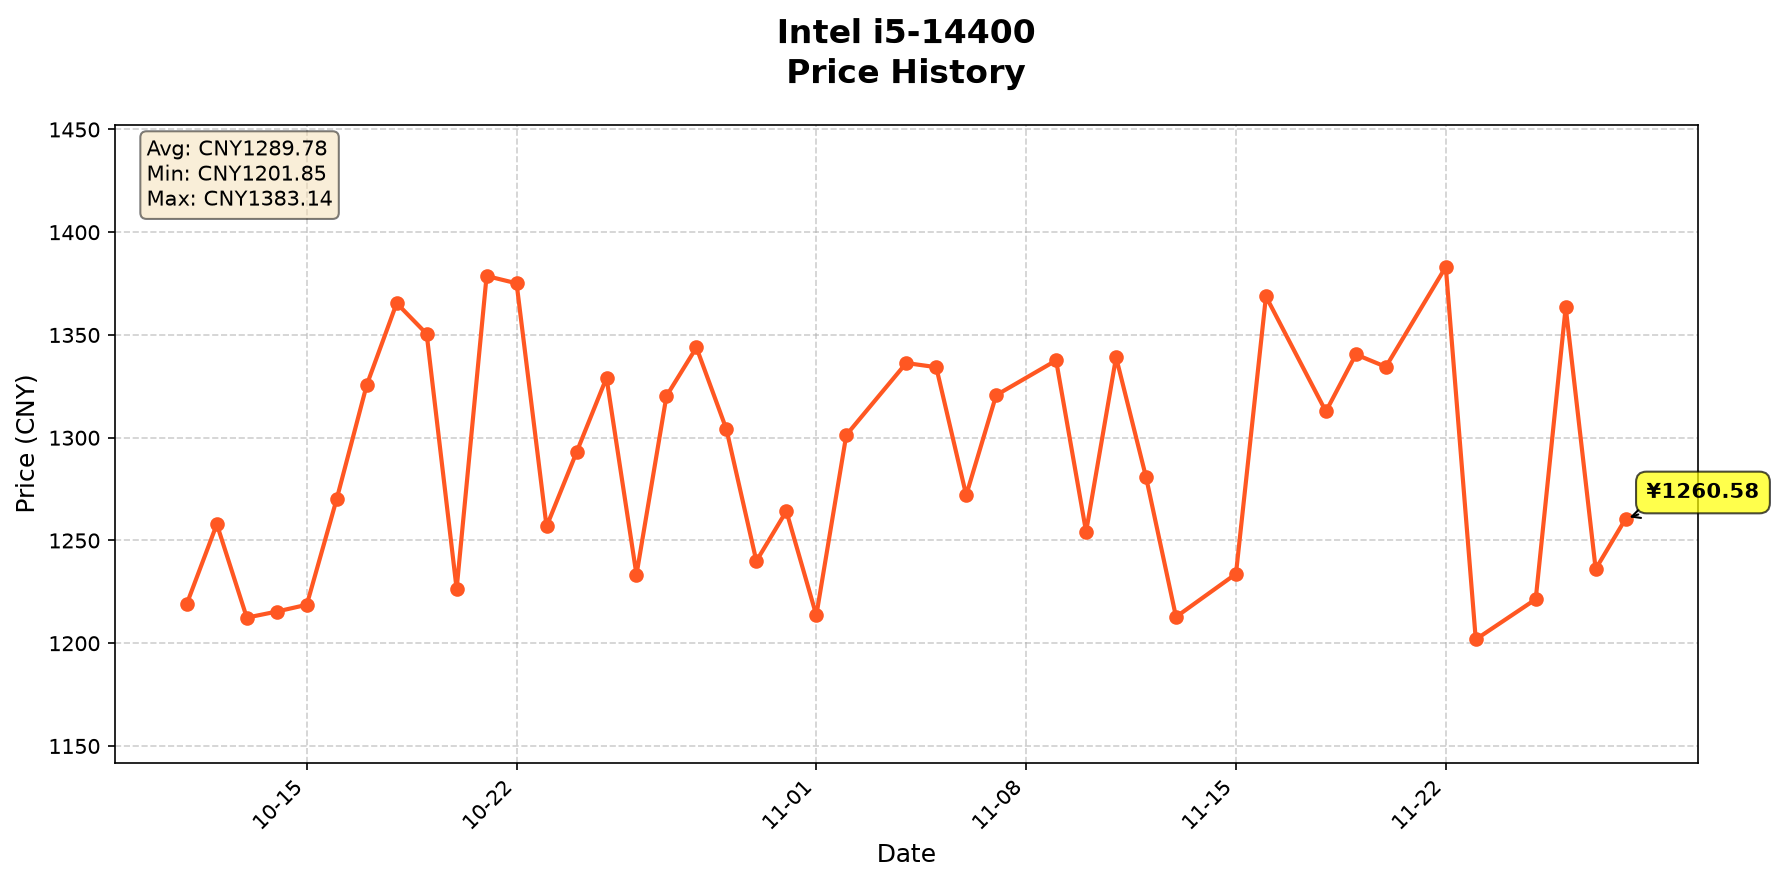 Intel i5-14400
Price History
Avg: CNY1289.78
Min: CNY1201.85
Max: CNY1383.14
1450
1400
1350
1300
1250
1200
1150
Price (CNY)
¥1260.58
10-15
10-22
11-01
11-08
11-15
11-22
Date